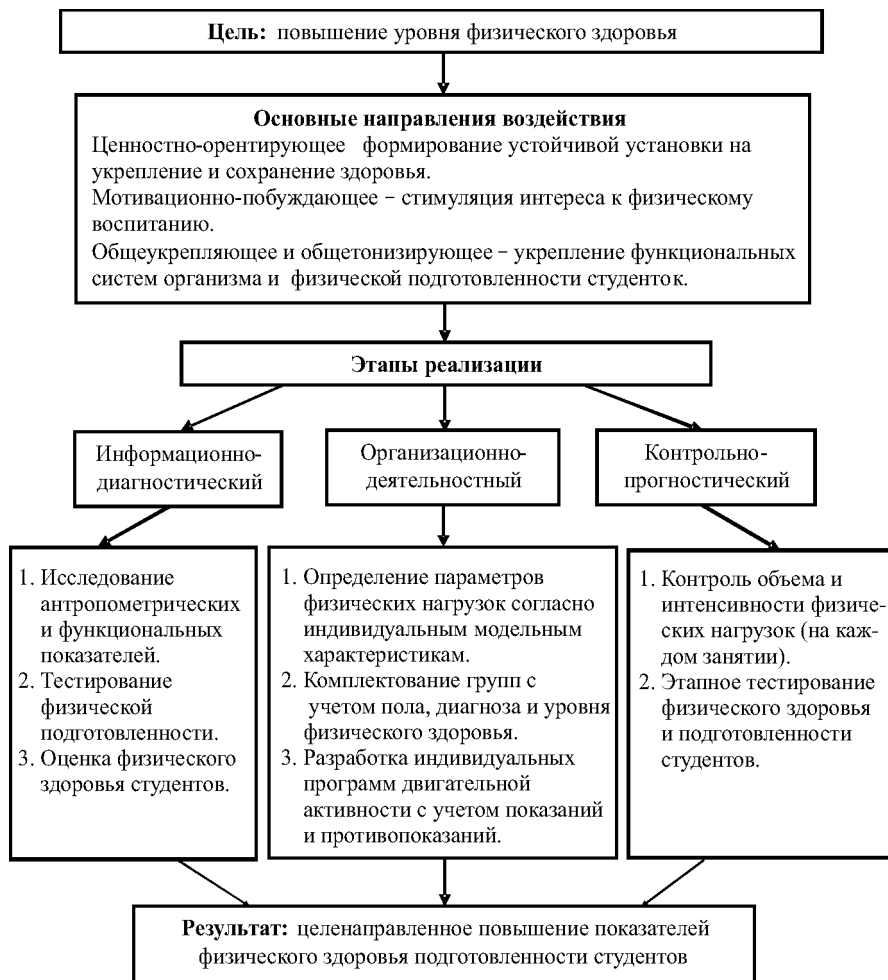 Цель: повышение уровня физического здоровья
Основные направления воздействия
Ценностно-орентирующее формирование устойчивой установки на
укрепление и сохранение здоровья.
Мотивационно-побуждающее – стимуляция интереса к физическому
воспитанию.
Общеукрепляющее и общетонизирующее – укрепление функциональных
систем организма и физической подготовленности студенток.
Этапы реализации
Информационно-
диагностический
Организационно-
деятельностный
Контрольно-
прогностический
1. Исследование
антропометрических
и функциональных
показателей.
2. Тестирование
физической
подготовленности.
3. Оценка физического
здоровья студентов.
1. Определение параметров
физических нагрузок согласно
индивидуальным модельным
характеристикам.
2. Комплектование групп с
учетом пола, диагноза и уровня
физического здоровья.
3. Разработка индивидуальных
программ двигательной
активности с учетом показаний
и противопоказаний.
1. Контроль объема и
интенсивности физиче-
ских нагрузок (на каж-
дом занятии).
2. Этапное тестирование
физического здоровья
и подготовленности
студентов.
Результат: целенаправленное повышение показателей
физического здоровья подготовленности студентов